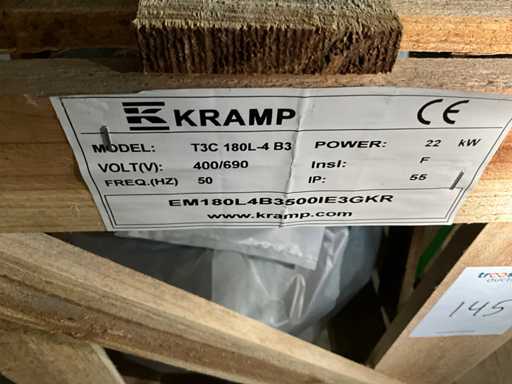 KRAMP CE
MODEL: T3C 180L-4 B3 POWER: 22 kW
VOLT(V): 400/690 Insl: F
FREQ.(HZ) 50 IP: 55
EM180L4B3500IE3GKR
www.kramp.com
145